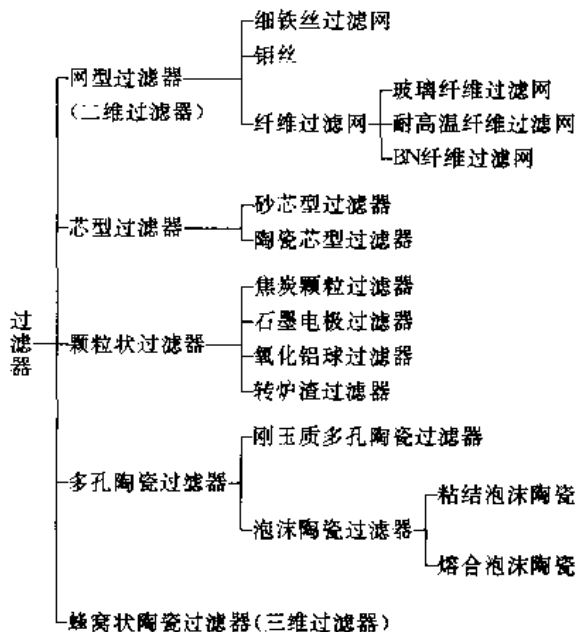 细铁丝过滤网
网型过滤器
钼丝
(二维过滤器)
玻璃纤维过滤网
纤维过滤网
耐高温纤维过滤网
BN纤维过滤网
砂芯型过滤器
芯型过滤器
陶瓷芯型过滤器
焦炭颗粒过滤器
石墨电极过滤器
过滤器
颗粒状过滤器
氧化铝球过滤器
转炉渣过滤器
刚玉质多孔陶瓷过滤器
多孔陶瓷过滤器
粘结泡沫陶瓷
泡沫陶瓷过滤器
熔合泡沫陶瓷
蜂窝状陶瓷过滤器(三维过滤器)